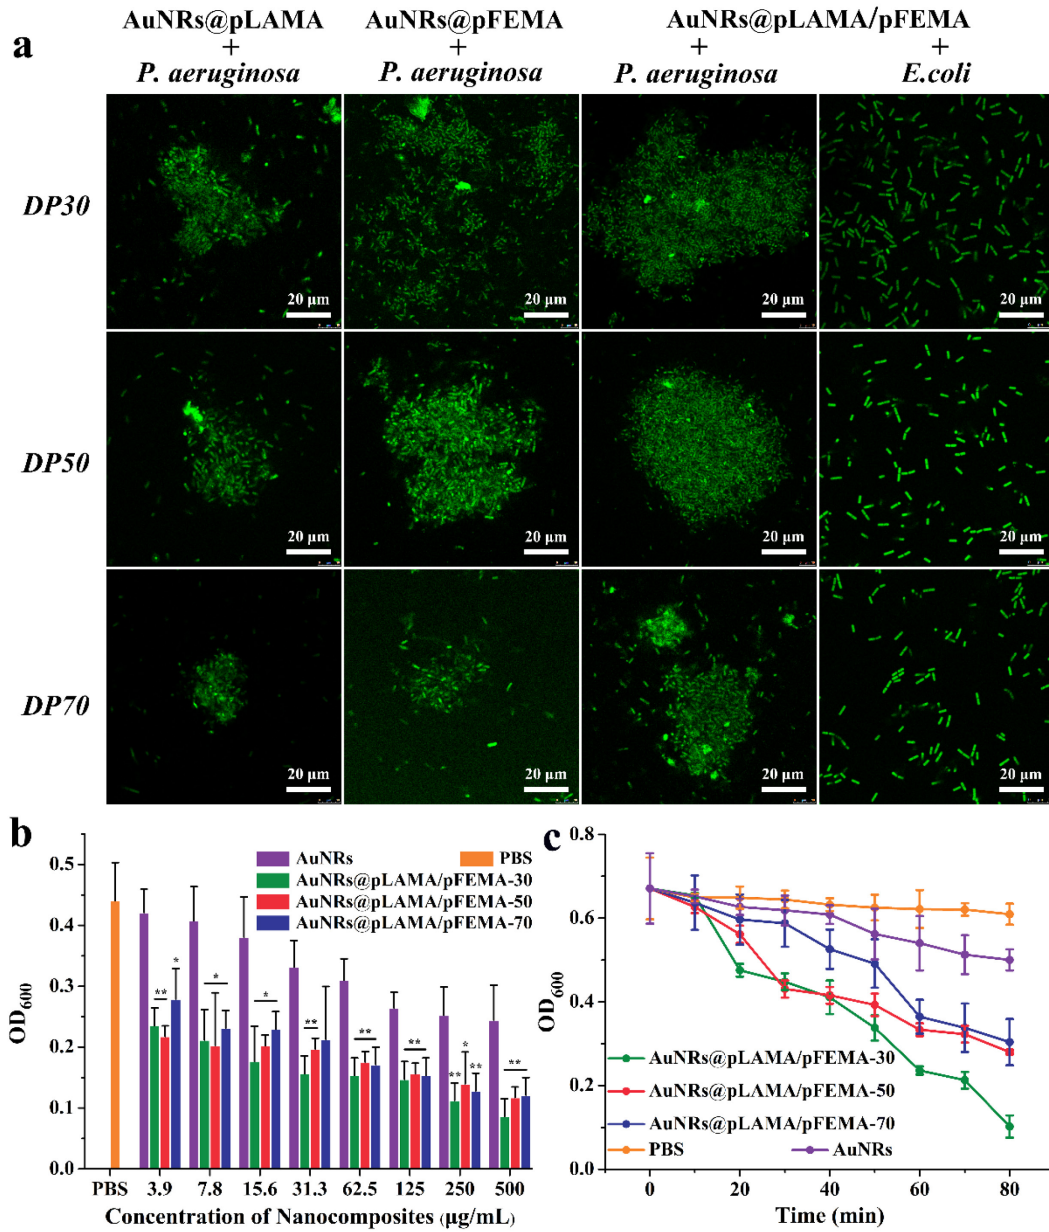 a
AuNRs@pLAMA
+
P. aeruginosa
AuNRs@pFEMA
+
P. aeruginosa
AuNRs@pLAMA/pFEMA
+ +
P. aeruginosa E.coli
DP30
20 μm 20 μm 20 μm 20 μm
DP50
20 μm 20 μm 20 μm 20 μm
DP70
20 μm 20 μm 20 μm 20 μm
b
OD600
0.5
0.4
0.3
0.2
0.1
0.0
AuNRs
PBS
AuNRs@pLAMA/pFEMA-30
AuNRs@pLAMA/pFEMA-50
AuNRs@pLAMA/pFEMA-70
** * * * ** ** ** ** * ** **
PBS 3.9 7.8 15.6 31.3 62.5 125 250 500
Concentration of Nanocomposites (μg/mL)
c
OD600
0.8
0.6
0.4
0.2
0.0
AuNRs@pLAMA/pFEMA-30
AuNRs@pLAMA/pFEMA-50
AuNRs@pLAMA/pFEMA-70
PBS
AuNRs
0 20 40 60 80
Time (min)